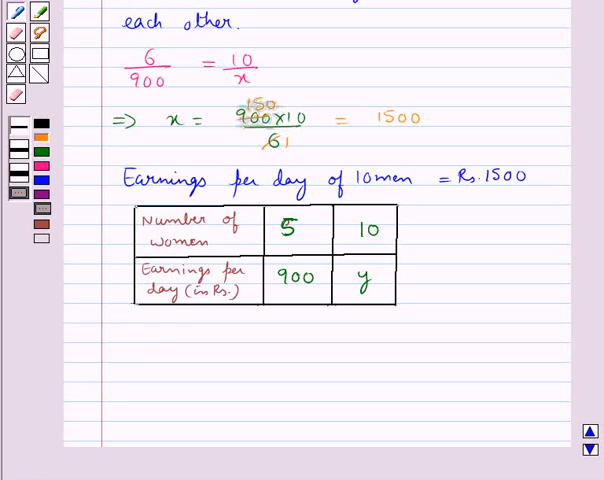 each other.
6/900 = 10/x
⇒ x = 900×10/6 150 1 = 1500
Earnings per day of 10 men = Rs. 1500
Number of women 5 10
Earnings per day (in Rs.) 900 y